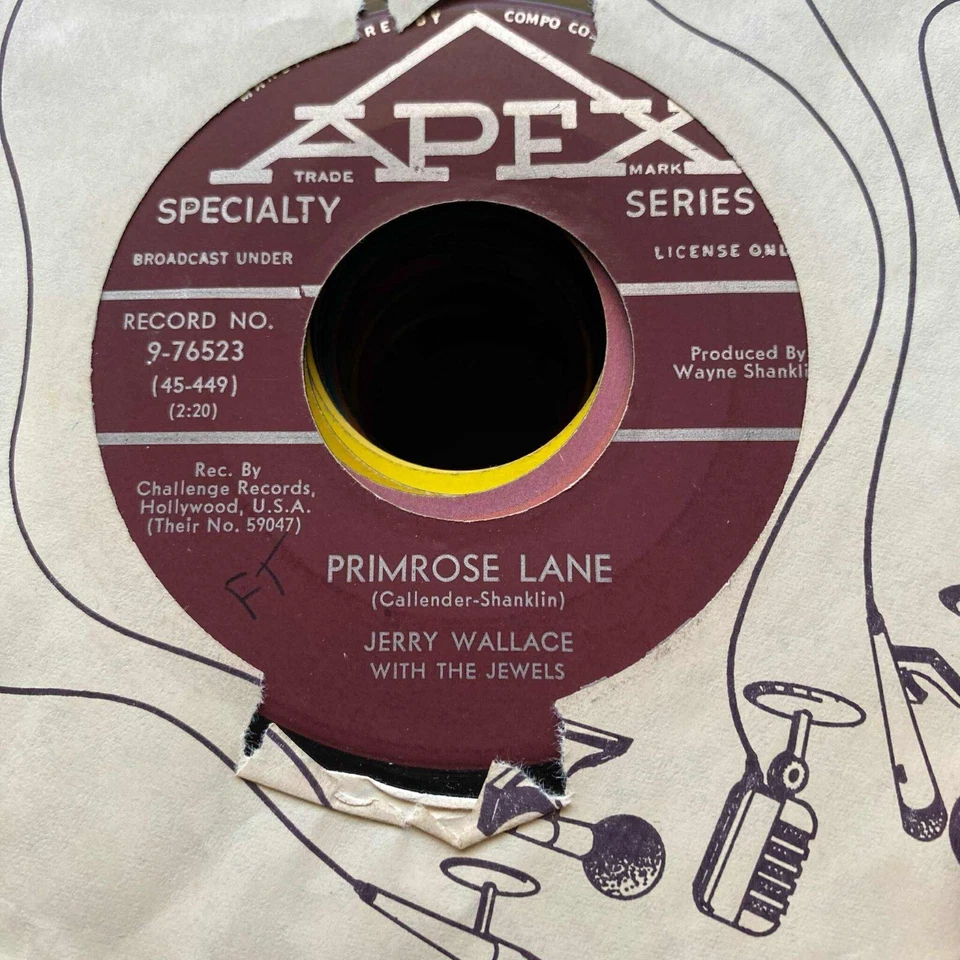 COMPO CO.
APEX
TRADE MARK
SPECIALTY SERIES
BROADCAST UNDER LICENSE ONL
RECORD NO.
9-76523
(45-449)
(2:20)
Produced By
Wayne Shankli
Rec. By
Challenge Records,
Hollywood, U.S.A.
(Their No. 59047)
FT
PRIMROSE LANE
(Callender-Shanklin)
JERRY WALLACE
WITH THE JEWELS